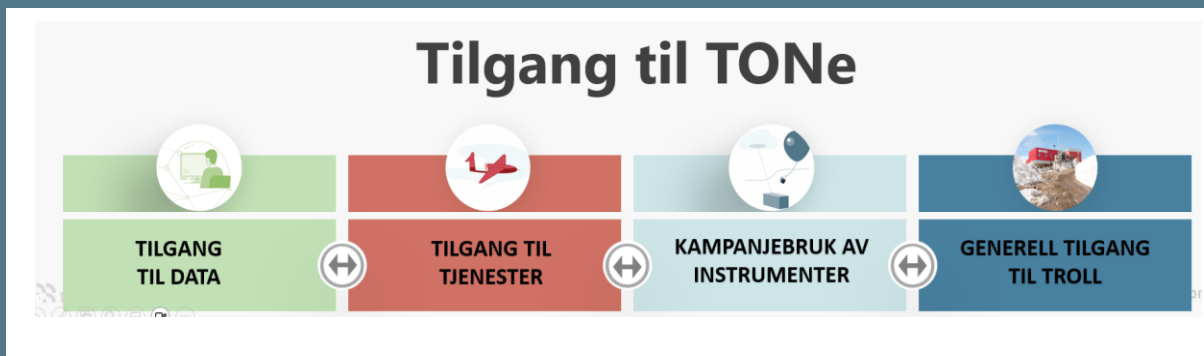 Tilgang til TONe
TILGANG
TIL DATA
TILGANG TIL
TJENESTER
KAMPANJEBRUK AV
INSTRUMENTER
GENERELL TILGANG
TIL TROLL